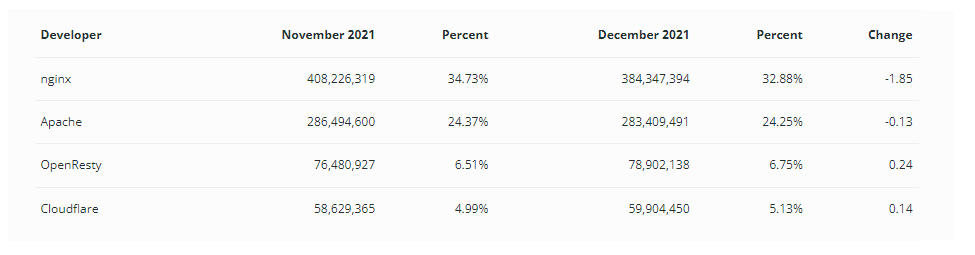 Developer November 2021 Percent December 2021 Percent Change
nginx 408,226,319 34.73% 384,347,394 32.88% -1.85
Apache 286,494,600 24.37% 283,409,491 24.25% -0.13
OpenResty 76,480,927 6.51% 78,902,138 6.75% 0.24
Cloudflare 58,629,365 4.99% 59,904,450 5.13% 0.14